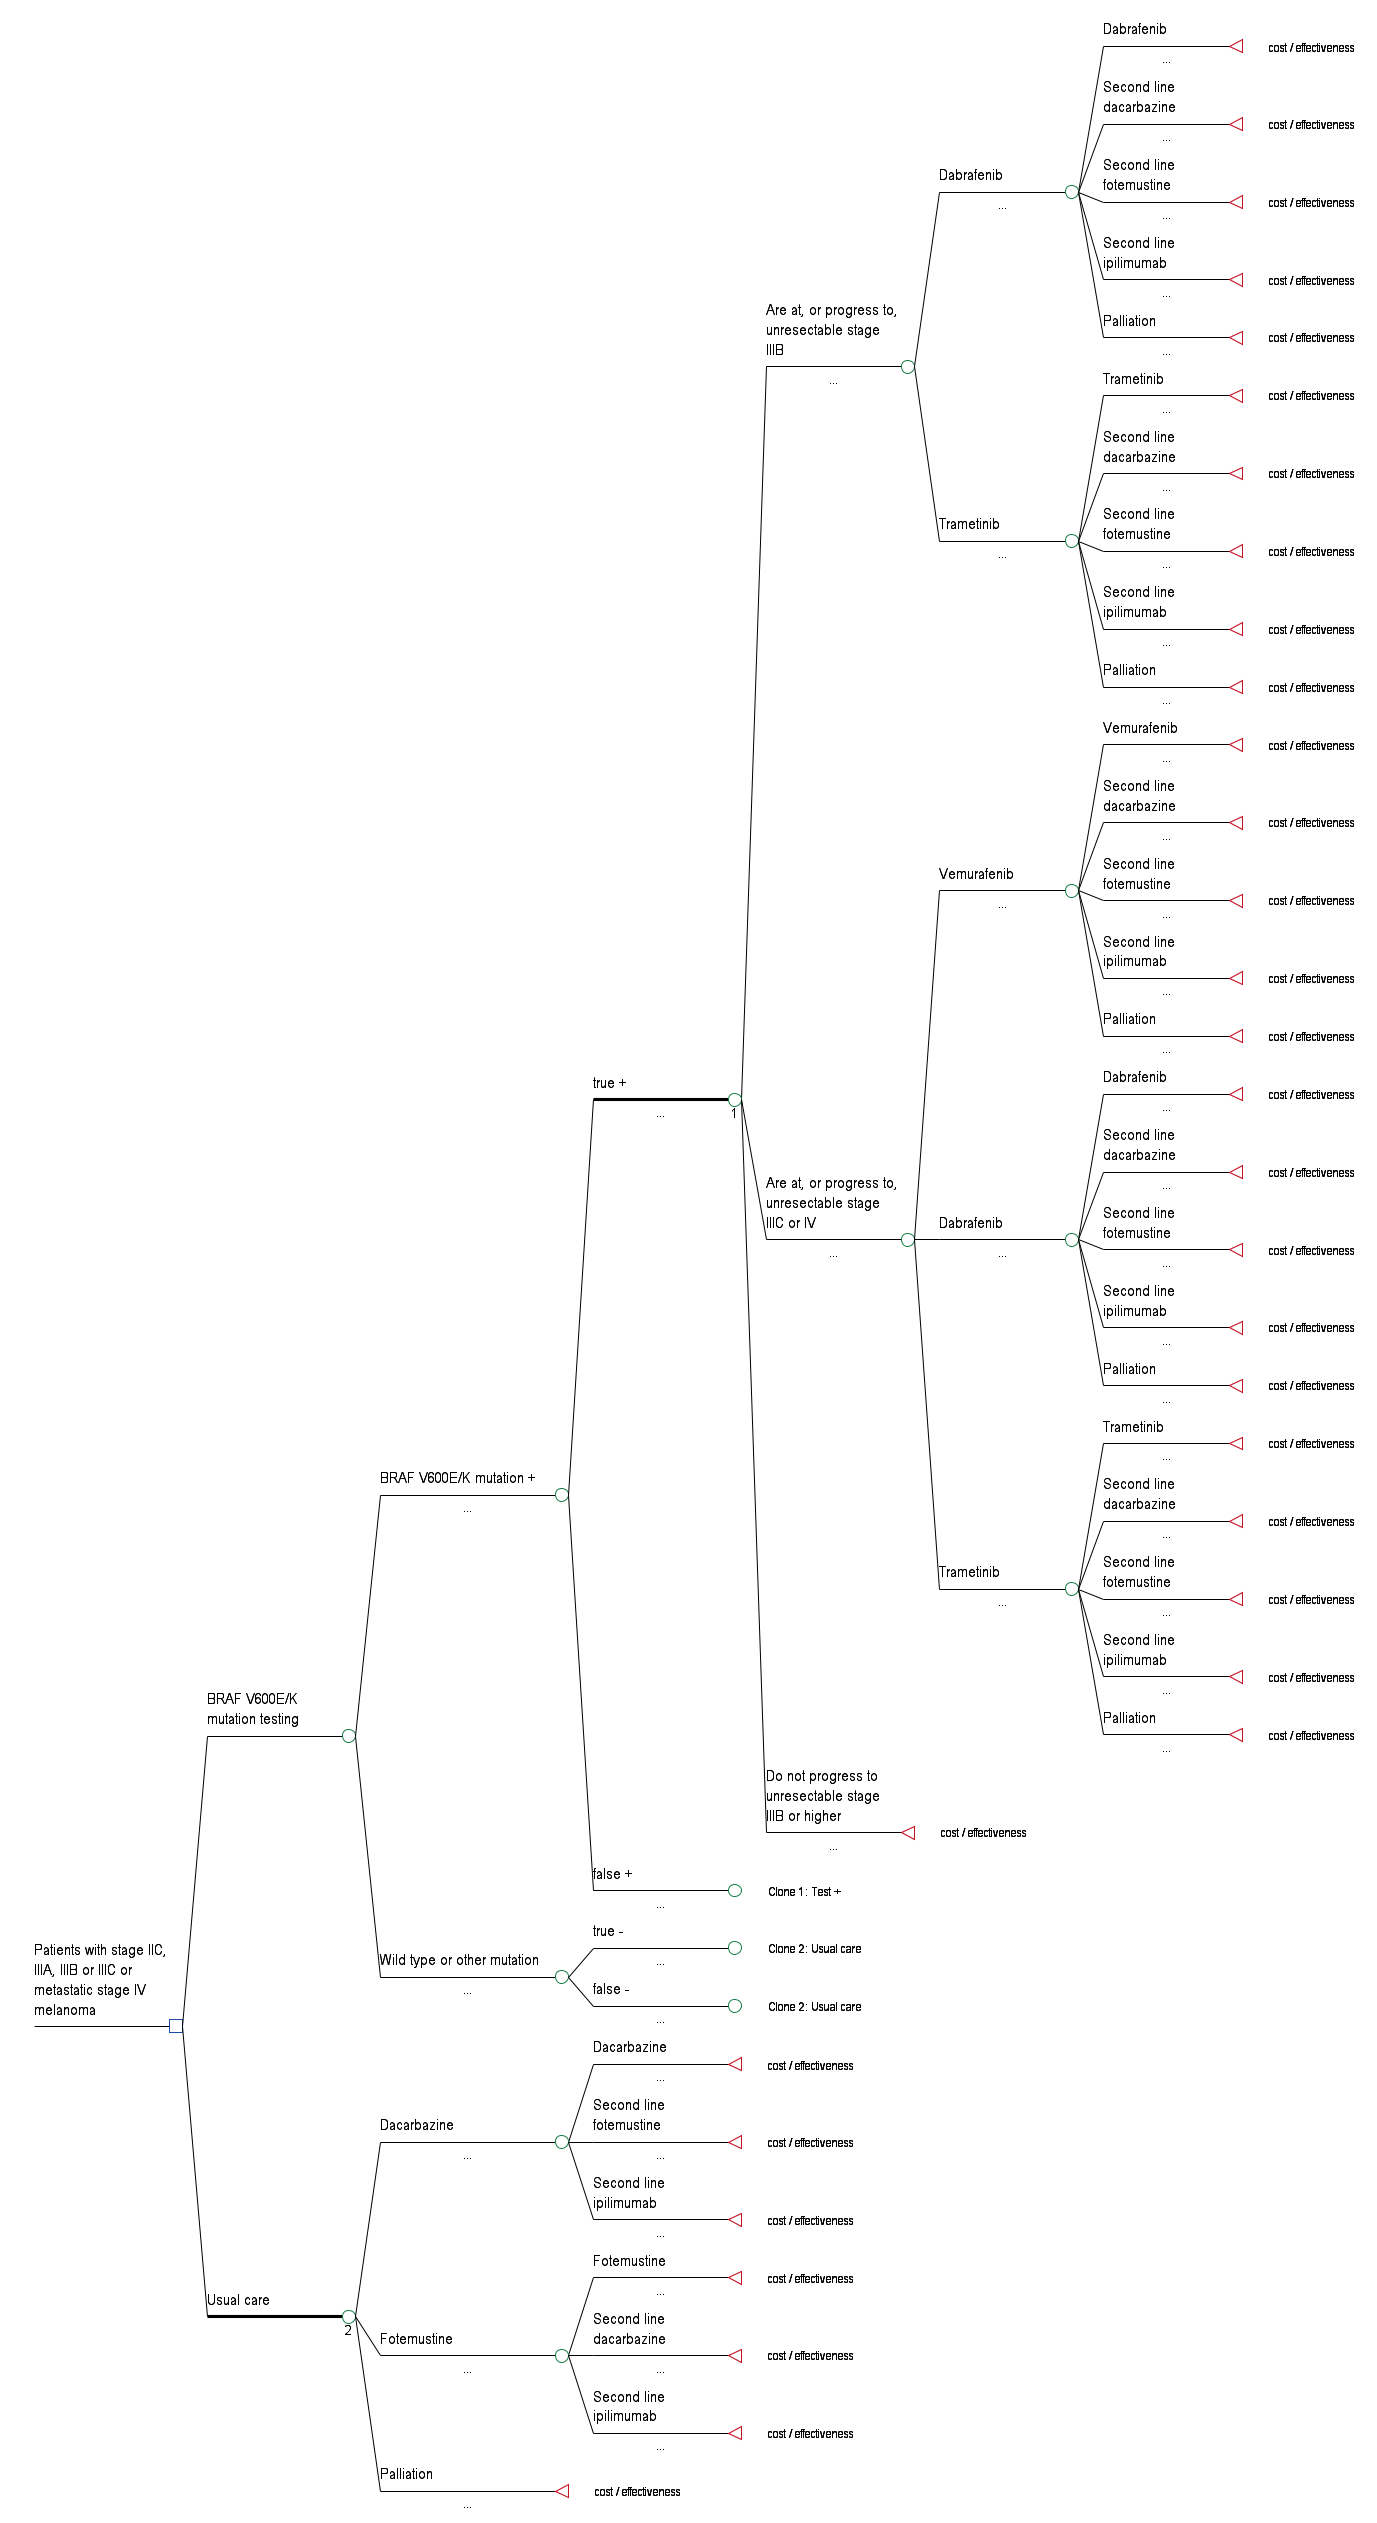 Dabrafenib
... cost / effectiveness
Second line
dacarbazine
... cost / effectiveness
Second line
fotemustine
... cost / effectiveness
Second line
ipilimumab
... cost / effectiveness
Palliation
... cost / effectiveness
Dabrafenib
...
Trametinib
... cost / effectiveness
Second line
dacarbazine
... cost / effectiveness
Second line
fotemustine
... cost / effectiveness
Second line
ipilimumab
... cost / effectiveness
Palliation
... cost / effectiveness
Trametinib
...
Are at, or progress to,
unresectable stage
IIIB
...
Vemurafenib
... cost / effectiveness
Second line
dacarbazine
... cost / effectiveness
Second line
fotemustine
... cost / effectiveness
Second line
ipilimumab
... cost / effectiveness
Palliation
... cost / effectiveness
Vemurafenib
...
Dabrafenib
... cost / effectiveness
Second line
dacarbazine
... cost / effectiveness
Second line
fotemustine
... cost / effectiveness
Second line
ipilimumab
... cost / effectiveness
Palliation
... cost / effectiveness
Dabrafenib
...
Trametinib
... cost / effectiveness
Second line
dacarbazine
... cost / effectiveness
Second line
fotemustine
... cost / effectiveness
Second line
ipilimumab
... cost / effectiveness
Palliation
... cost / effectiveness
Trametinib
...
Are at, or progress to,
unresectable stage
IIIC or IV
...
Do not progress to
unresectable stage
IIIB or higher
... cost / effectiveness
true +
...
1
false +
... Clone 1: Test +
BRAF V600E/K mutation +
...
true -
... Clone 2: Usual care
false -
... Clone 2: Usual care
Wild type or other mutation
...
BRAF V600E/K
mutation testing
Patients with stage IIC,
IIIA, IIIB or IIIC or
metastatic stage IV
melanoma
Dacarbazine
... cost / effectiveness
Second line
fotemustine
... cost / effectiveness
Second line
ipilimumab
... cost / effectiveness
Dacarbazine
...
Fotemustine
... cost / effectiveness
Second line
dacarbazine
... cost / effectiveness
Second line
ipilimumab
... cost / effectiveness
Fotemustine
...
Usual care
2
Palliation
... cost / effectiveness